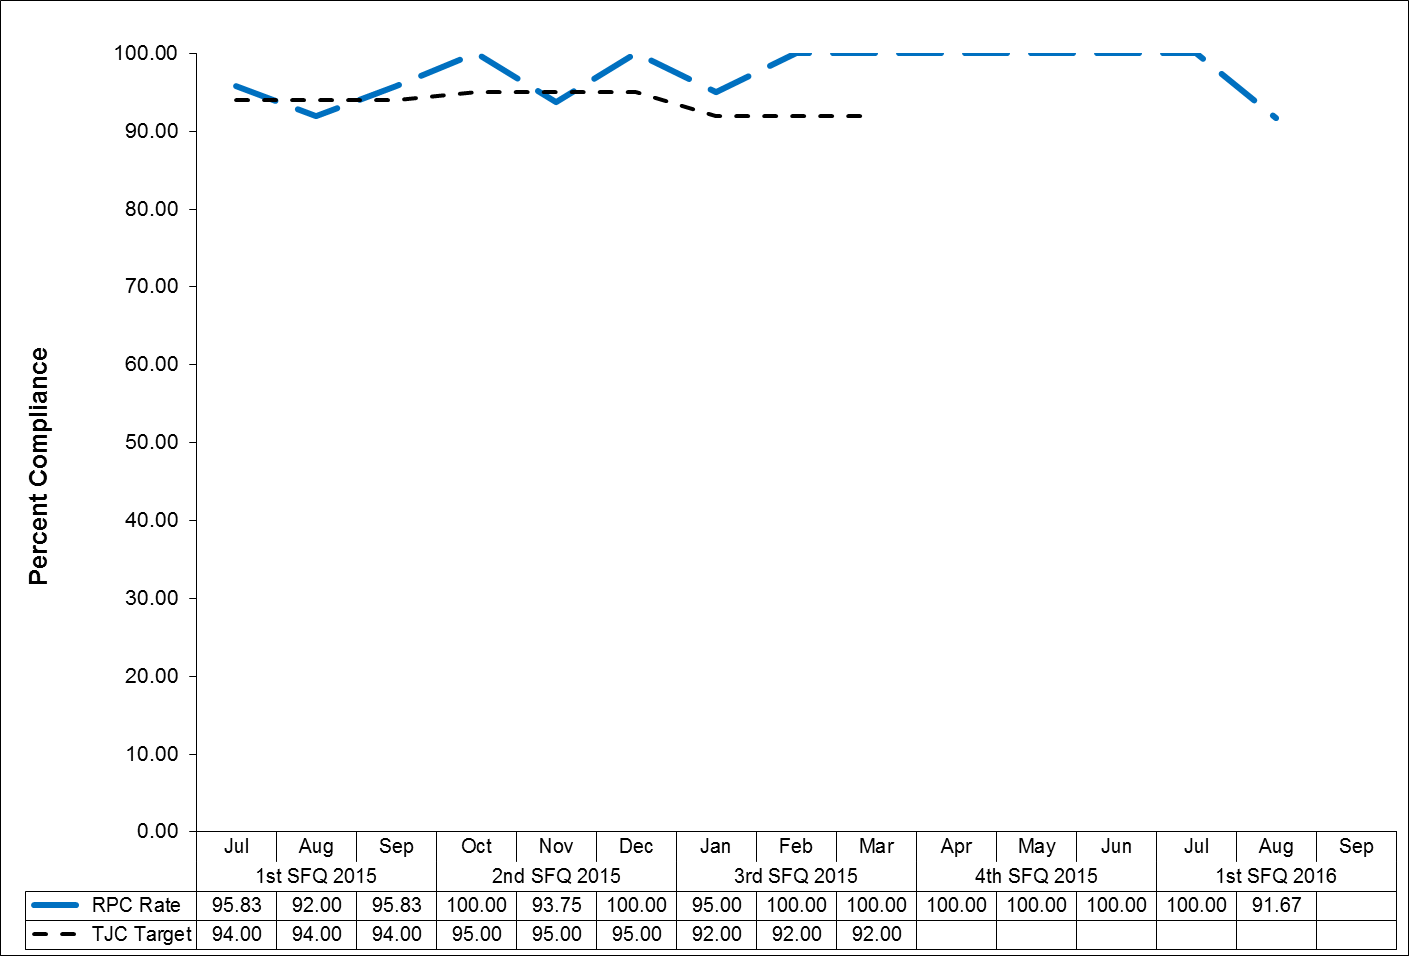 Percent Compliance
100.00
90.00
80.00
70.00
60.00
50.00
40.00
30.00
20.00
10.00
0.00
Jul Aug Sep Oct Nov Dec Jan Feb Mar Apr May Jun Jul Aug Sep
1st SFQ 2015 2nd SFQ 2015 3rd SFQ 2015 4th SFQ 2015 1st SFQ 2016
RPC Rate 95.83 92.00 95.83 100.00 93.75 100.00 95.00 100.00 100.00 100.00 100.00 100.00 100.00 91.67
TJC Target 94.00 94.00 94.00 95.00 95.00 95.00 92.00 92.00 92.00